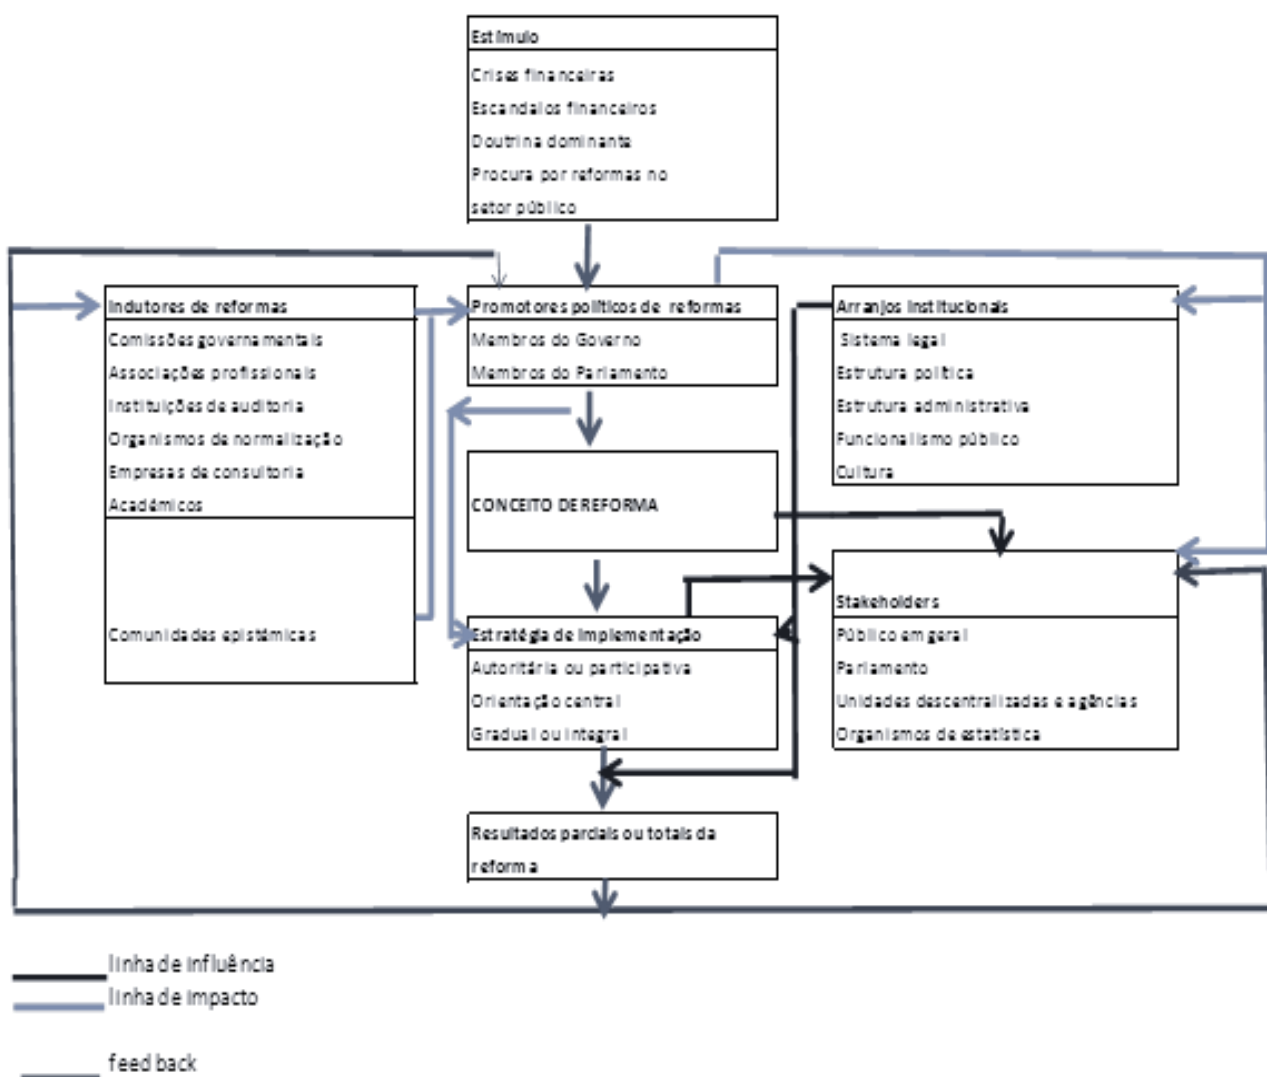 Estímulo
Crises financeiras
Escandalos financeiros
Doutrina dominante
Procura por reformas no
setor público
Indutores de reformas
Comissões governamentais
Associações profissionais
Instituições de auditoria
Organismos de normalização
Empresas de consultoria
Académicos
Comunidades epistémicas
Promotores políticos de reformas
Membros do Governo
Membros do Parlamento
CONCEITO DE REFORMA
Estratégia de Implementação
Autoritária ou participativa
Orientação central
Gradual ou integral
Resultados parciais ou totais da
reforma
Arranjos Institucionais
Sistema legal
Estrutura política
Estrutura administrativa
Funcionalismo público
Cultura
Stakeholders
Público em geral
Parlamento
Unidades descentralizadas e agências
Organismos de estatística
linha de influência
linha de impacto
feed back